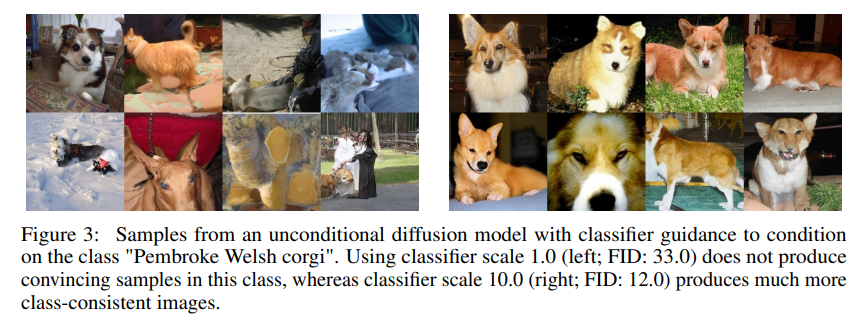 Figure 3: Samples from an unconditional diffusion model with classifier guidance to condition
on the class "Pembroke Welsh corgi". Using classifier scale 1.0 (left; FID: 33.0) does not produce
convincing samples in this class, whereas classifier scale 10.0 (right; FID: 12.0) produces much more
class-consistent images.